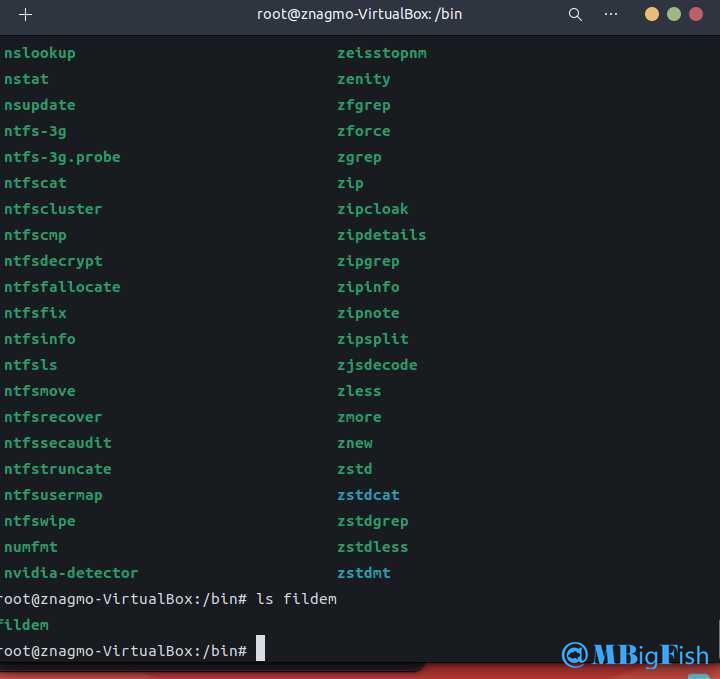 root@znagmo-VirtualBox: /bin
nslookup zeisstopnm
nstat zenity
nsupdate zfgrep
ntfs-3g zforce
ntfs-3g.probe zgrep
ntfscat zip
ntfscluster zipcloak
ntfscmp zipdetails
ntfsdecrypt zipgrep
ntfsfallocate zipinfo
ntfsfix zipnote
ntfsinfo zipsplit
ntfsls zjsdecode
ntfsmove zless
ntfsrecover zmore
ntfssecaudit znew
ntfstruncate zstd
ntfsusermap zstdcat
ntfswipe zstdgrep
numfmt zstdless
nvidia-detector zstdmt
root@znagmo-VirtualBox:/bin# ls fildem
fildem
root@znagmo-VirtualBox:/bin#
@MBigFish